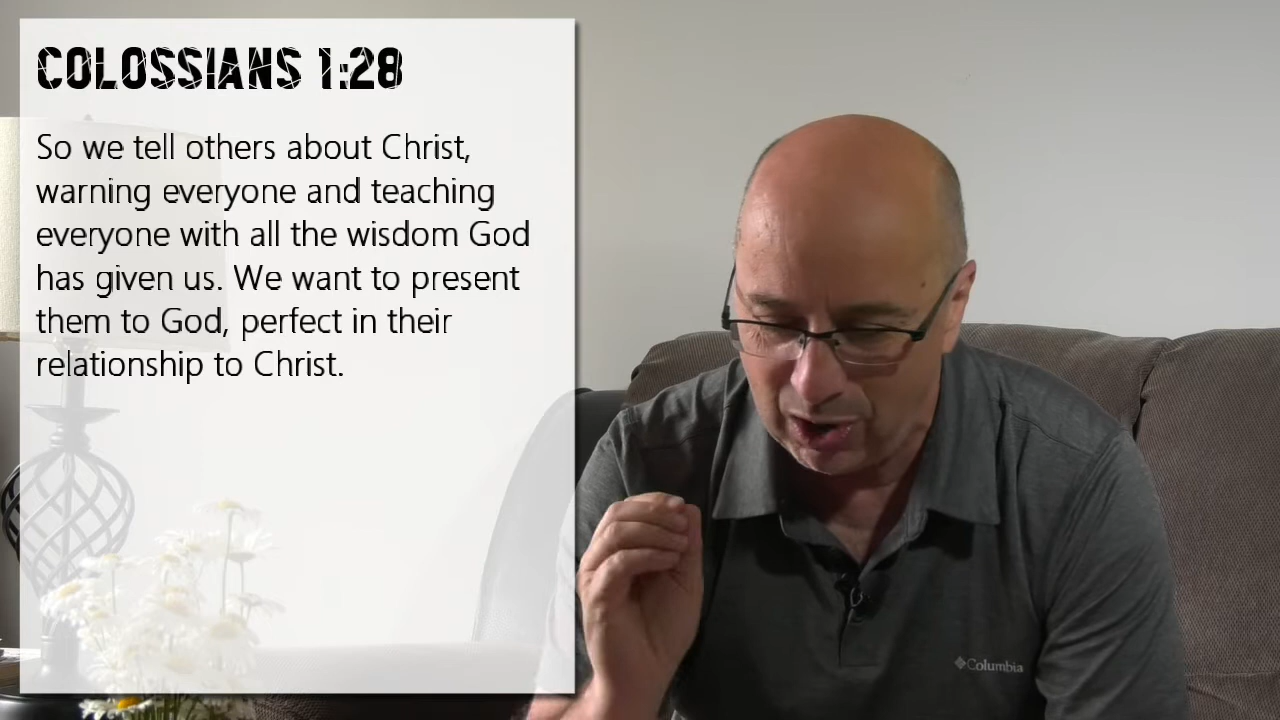 COLOSSIANS 1:28
So we tell others about Christ,
warning everyone and teaching
everyone with all the wisdom God
has given us. We want to present
them to God, perfect in their
relationship to Christ.
Columbia